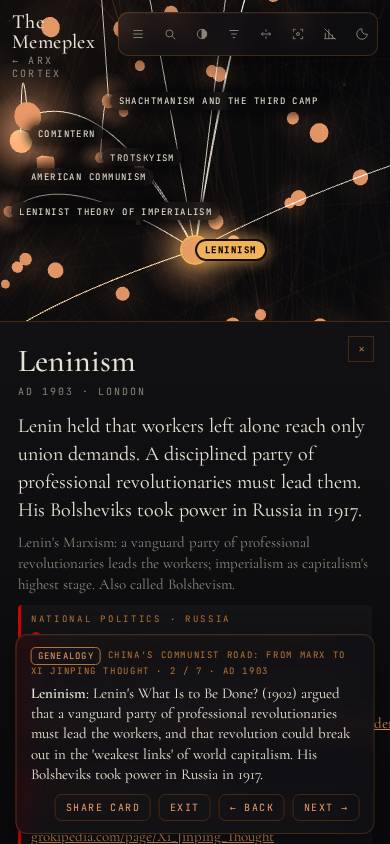 The
Memeplex
← ARX
CORTEX
SHACHTMANISM AND THE THIRD CAMP
COMINTERN
TROTSKYISM
AMERICAN COMMUNISM
LENINIST THEORY OF IMPERIALISM
LENINISM
Leninism
×
AD 1903 · LONDON
Lenin held that workers left alone reach only
union demands. A disciplined party of
professional revolutionaries must lead them.
His Bolsheviks took power in Russia in 1917.
Lenin's Marxism: a vanguard party of professional
revolutionaries leads the workers; imperialism as capitalism's
highest stage. Also called Bolshevism.
NATIONAL POLITICS · RUSSIA
GENEALOGY CHINA'S COMMUNIST ROAD: FROM MARX TO
XI JINPING THOUGHT · 2 / 7 · AD 1903
Leninism: Lenin's What Is to Be Done? (1902) argued
that a vanguard party of professional revolutionaries
must lead the workers, and that revolution could break
out in the 'weakest links' of world capitalism. His
Bolsheviks took power in Russia in 1917.
SHARE CARD EXIT ← BACK NEXT →
grokipedia.com/page/Xi_Jinping_Thought